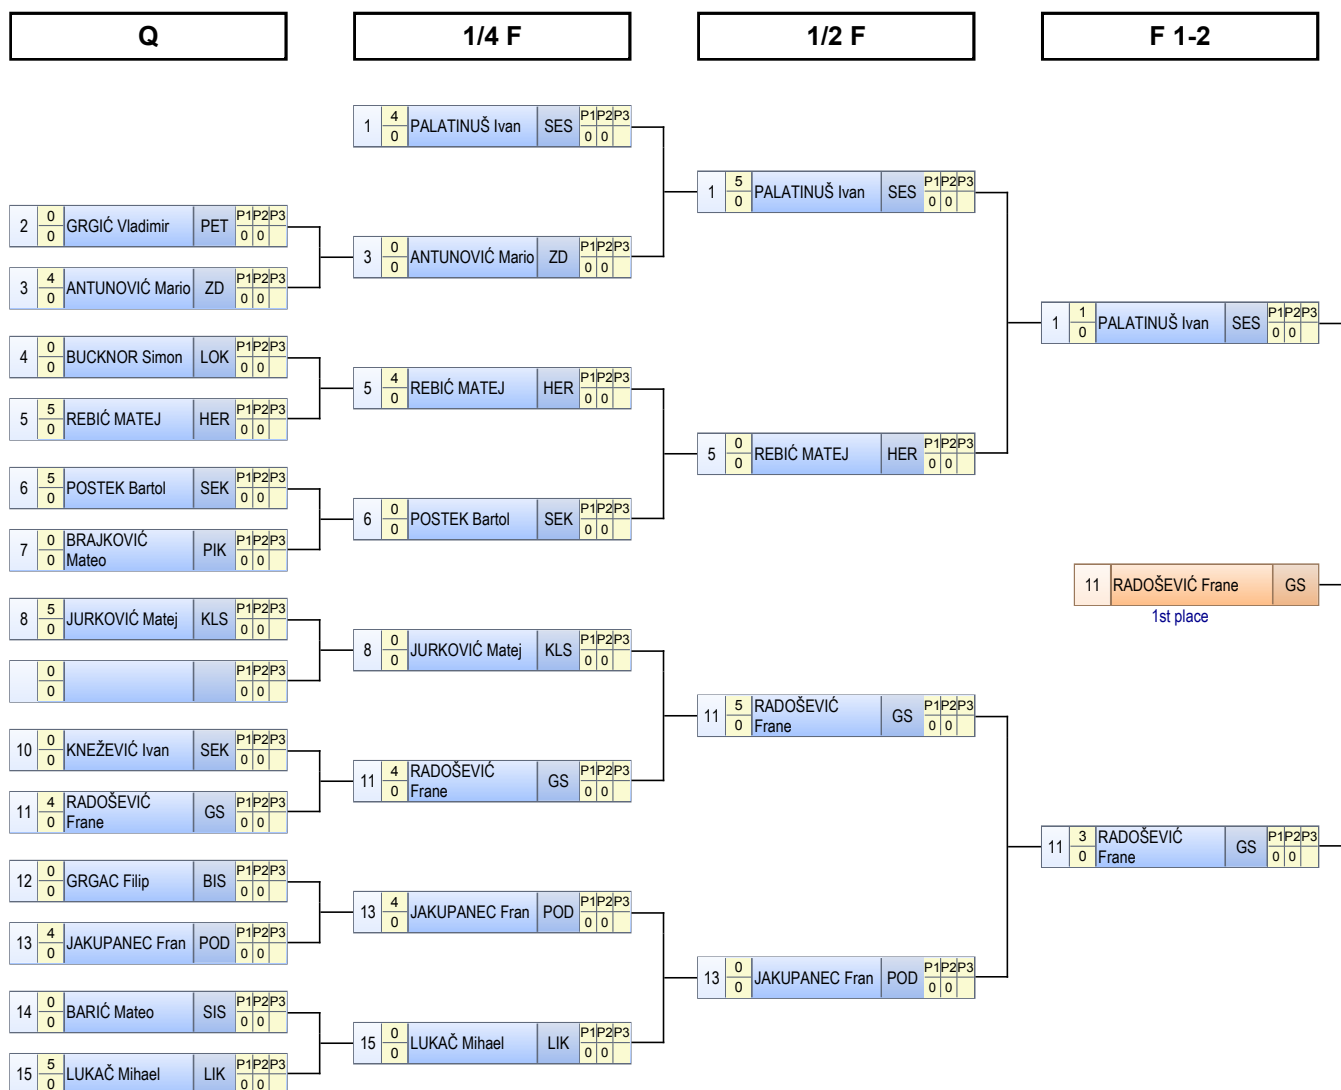 Q
1/4 F
1/2 F
F 1-2
1 4 0 PALATINUŠ Ivan SES P1 P2 P3 0 0
2 0 0 GRGIĆ Vladimir PET P1 P2 P3 0 0
3 4 0 ANTUNOVIĆ Mario ZD P1 P2 P3 0 0
4 0 0 BUCKNOR Simon LOK P1 P2 P3 0 0
5 5 0 REBIĆ MATEJ HER P1 P2 P3 0 0
6 5 0 POSTEK Bartol SEK P1 P2 P3 0 0
7 0 0 BRAJKOVIĆ
Mateo PIK P1 P2 P3 0 0
8 5 0 JURKOVIĆ Matej KLS P1 P2 P3 0 0
0 0 P1 P2 P3 0 0
10 0 0 KNEŽEVIĆ Ivan SEK P1 P2 P3 0 0
11 4 0 RADOŠEVIĆ
Frane GS P1 P2 P3 0 0
12 0 0 GRGAC Filip BIS P1 P2 P3 0 0
13 4 0 JAKUPANEC Fran POD P1 P2 P3 0 0
14 0 0 BARIĆ Mateo SIS P1 P2 P3 0 0
15 5 0 LUKAČ Mihael LIK P1 P2 P3 0 0
3 0 0 ANTUNOVIĆ Mario ZD P1 P2 P3 0 0
5 4 0 REBIĆ MATEJ HER P1 P2 P3 0 0
6 0 0 POSTEK Bartol SEK P1 P2 P3 0 0
8 0 0 JURKOVIĆ Matej KLS P1 P2 P3 0 0
11 4 0 RADOŠEVIĆ
Frane GS P1 P2 P3 0 0
13 4 0 JAKUPANEC Fran POD P1 P2 P3 0 0
15 0 0 LUKAČ Mihael LIK P1 P2 P3 0 0
1 5 0 PALATINUŠ Ivan SES P1 P2 P3 0 0
5 0 0 REBIĆ MATEJ HER P1 P2 P3 0 0
11 5 0 RADOŠEVIĆ
Frane GS P1 P2 P3 0 0
13 0 0 JAKUPANEC Fran POD P1 P2 P3 0 0
1 1 0 PALATINUŠ Ivan SES P1 P2 P3 0 0
11 RADOŠEVIĆ Frane GS
1st place
11 3 0 RADOŠEVIĆ
Frane GS P1 P2 P3 0 0